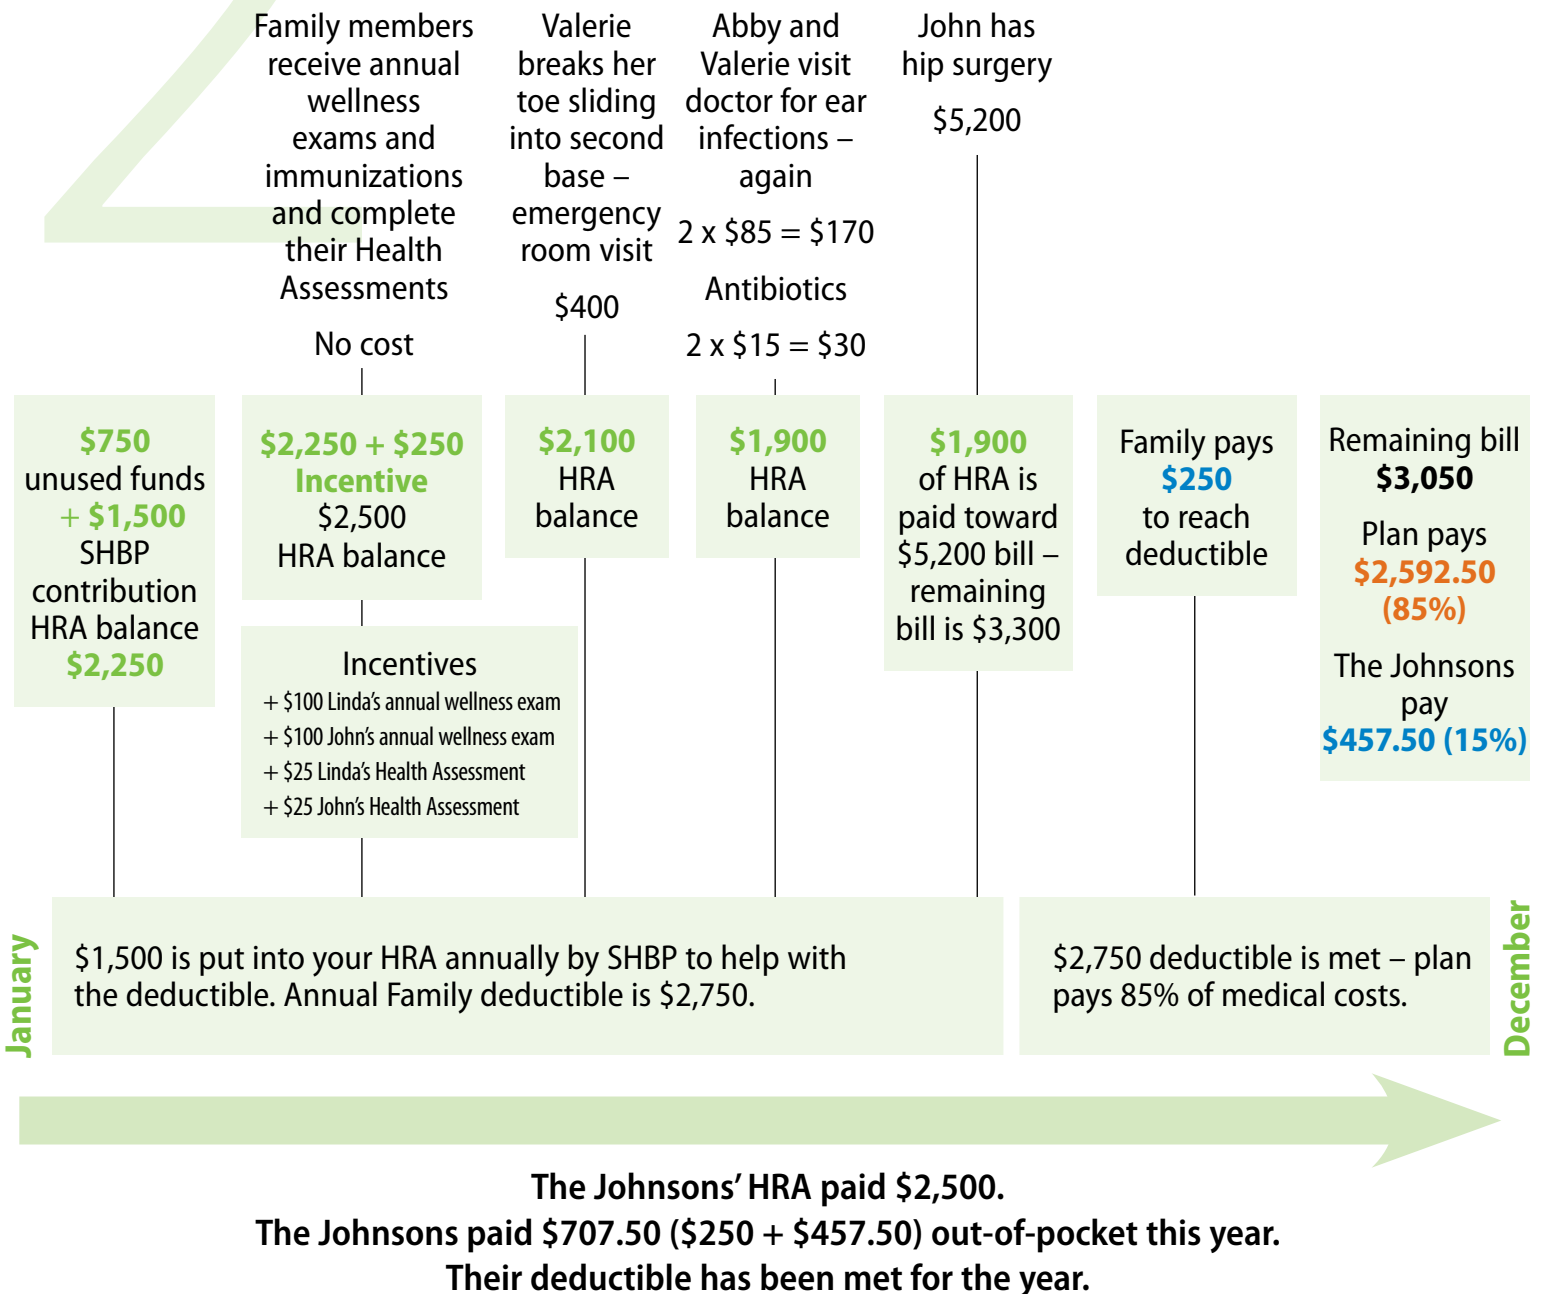 Family members
receive annual
wellness
exams and
immunizations
and complete
their Health
Assessments
No cost
Valerie
breaks her
toe sliding
into second
base –
emergency
room visit
$400
Abby and
Valerie visit
doctor for ear
infections –
again
2 x $85 = $170
Antibiotics
2 x $15 = $30
John has
hip surgery
$5,200
$750
unused funds
+ $1,500
SHBP
contribution
HRA balance
$2,250
$2,250 + $250
Incentive
$2,500
HRA balance
Incentives
+ $100 Linda’s annual wellness exam
+ $100 John’s annual wellness exam
+ $25 Linda’s Health Assessment
+ $25 John’s Health Assessment
$2,100
HRA
balance
$1,900
HRA
balance
$1,900
of HRA is
paid toward
$5,200 bill –
remaining
bill is $3,300
Family pays
$250
to reach
deductible
Remaining bill
$3,050
Plan pays
$2,592.50
(85%)
The Johnsons
pay
$457.50 (15%)
January
$1,500 is put into your HRA annually by SHBP to help with
the deductible. Annual Family deductible is $2,750.
$2,750 deductible is met – plan
pays 85% of medical costs.
December
The Johnsons’ HRA paid $2,500.
The Johnsons paid $707.50 ($250 + $457.50) out-of-pocket this year.
Their deductible has been met for the year.